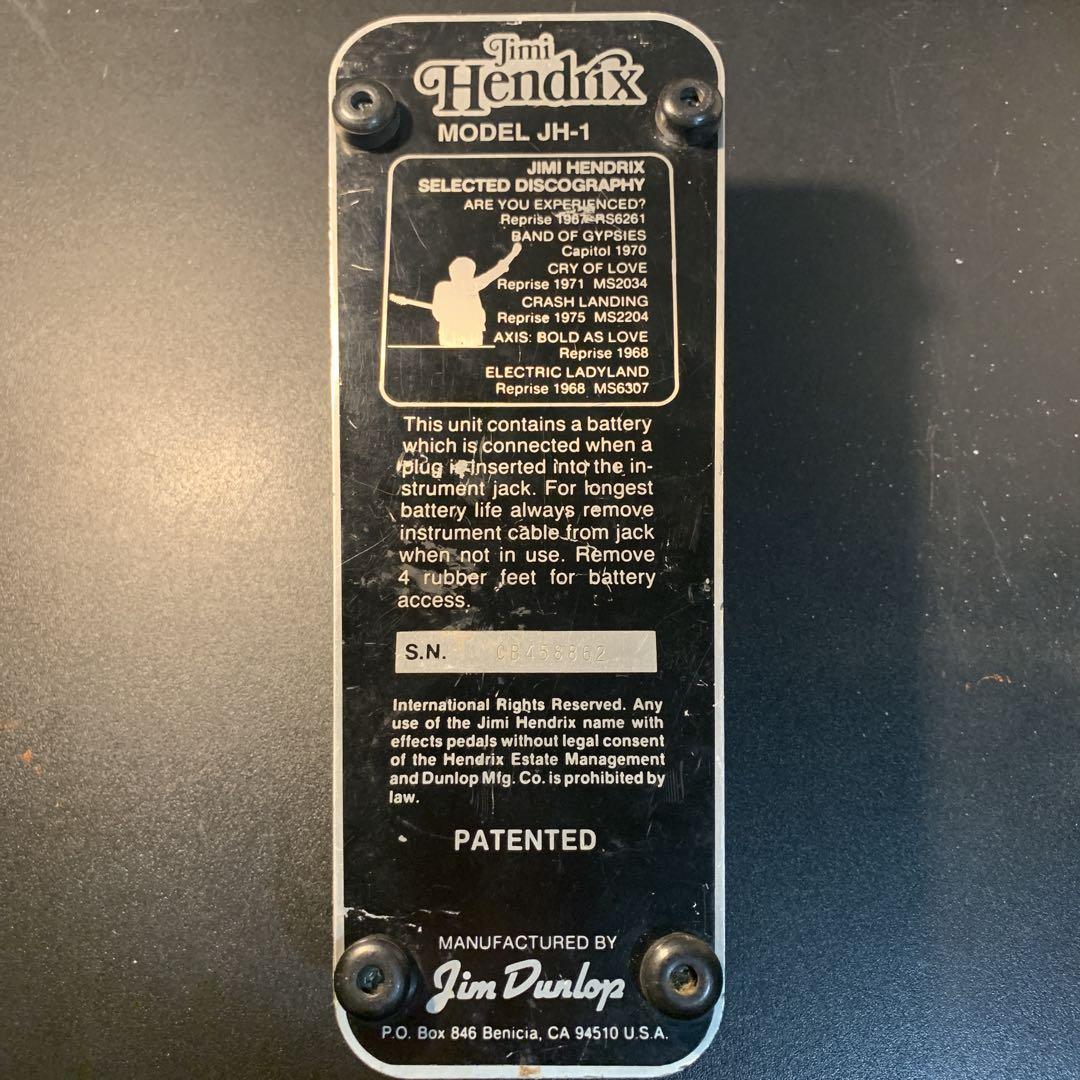 Jimi
Hendrix
MODEL JH-1
JIMI HENDRIX
SELECTED DISCOGRAPHY
ARE YOU EXPERIENCED?
Reprise 1967 RS6261
BAND OF GYPSIES
Capitol 1970
CRY OF LOVE
Reprise 1971 MS2034
CRASH LANDING
Reprise 1975 MS2204
AXIS: BOLD AS LOVE
Reprise 1968
ELECTRIC LADYLAND
Reprise 1968 MS6307
This unit contains a battery
which is connected when a
plug is inserted into the in-
strument jack. For longest
battery life always remove
instrument cable from jack
when not in use. Remove
4 rubber feet for battery
access.
S.N. CB458862
International Rights Reserved. Any
use of the Jimi Hendrix name with
effects pedals without legal consent
of the Hendrix Estate Management
and Dunlop Mfg. Co. is prohibited by
law.
PATENTED
MANUFACTURED BY
Jim Dunlop
P.O. Box 846 Benicia, CA 94510 U.S.A.